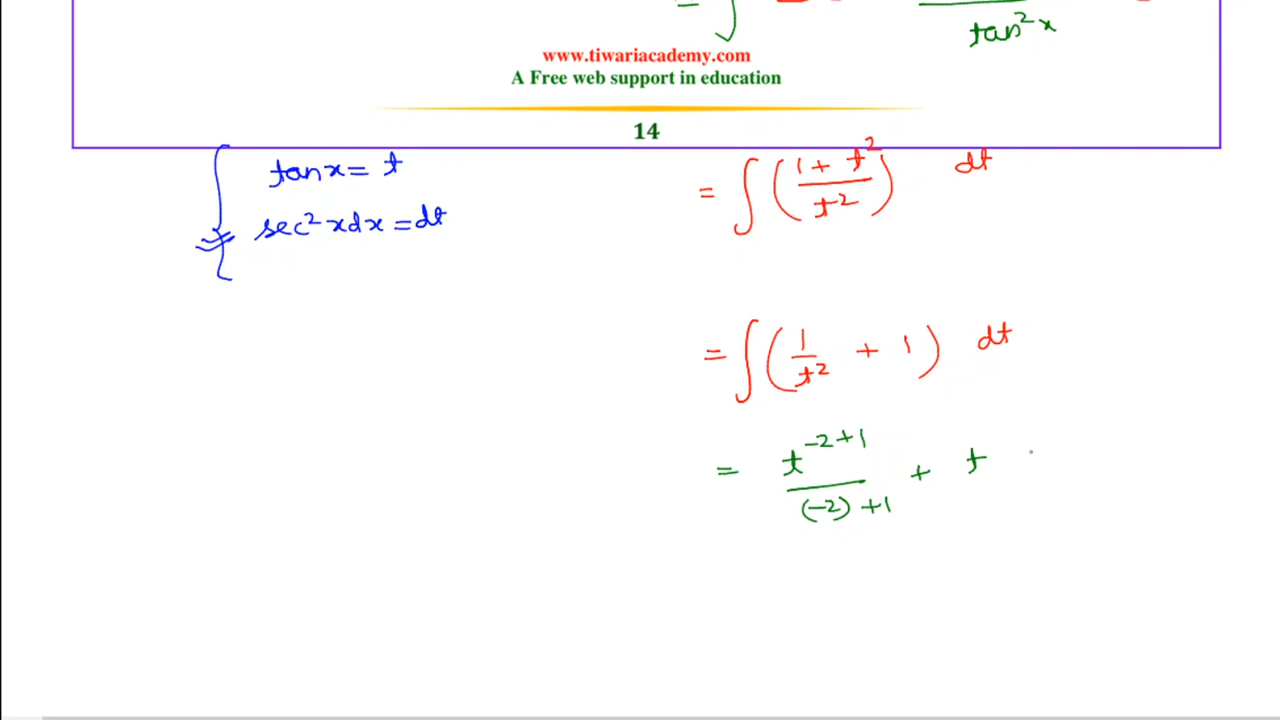 = ∫ tan²x
www.tiwariacademy.com
A Free web support in education
14
tan x = t
sec² x dx = dt
= ∫ ( (1 + t²) / t² ) dt
= ∫ ( 1 / t² + 1 ) dt
= t^(-2+1) / ((-2) + 1) + t